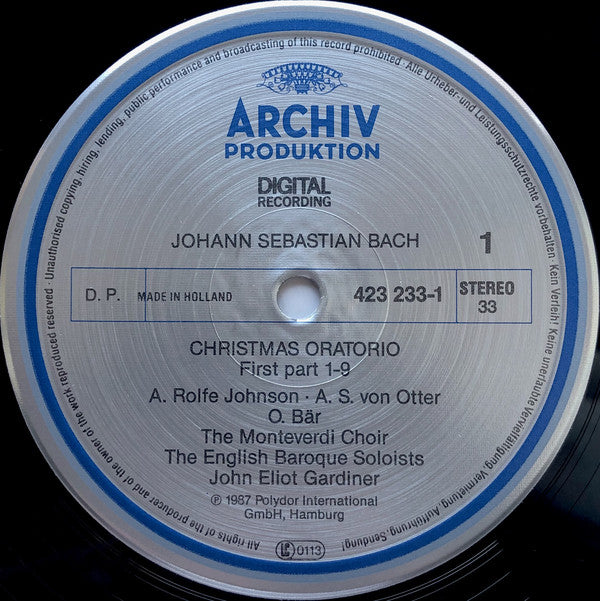 ARCHIV
PRODUKTION
DIGITAL
RECORDING
JOHANN SEBASTIAN BACH
1
D. P.
MADE IN HOLLAND
423 233-1
STEREO
33
CHRISTMAS ORATORIO
First part 1-9
A. Rolfe Johnson · A. S. von Otter
O. Bär
The Monteverdi Choir
The English Baroque Soloists
John Eliot Gardiner
℗ 1987 Polydor International
GmbH, Hamburg
LC 0113
All rights of the producer and of the owner of the work reproduced reserved · Unauthorised copying, hiring, lending, public performance and broadcasting of this record prohibited · Alle Urheber- und Leistungsschutzrechte vorbehalten · Kein Verleih! Keine unerlaubte Vervielfältigung, Vermietung, Aufführung, Sendung!